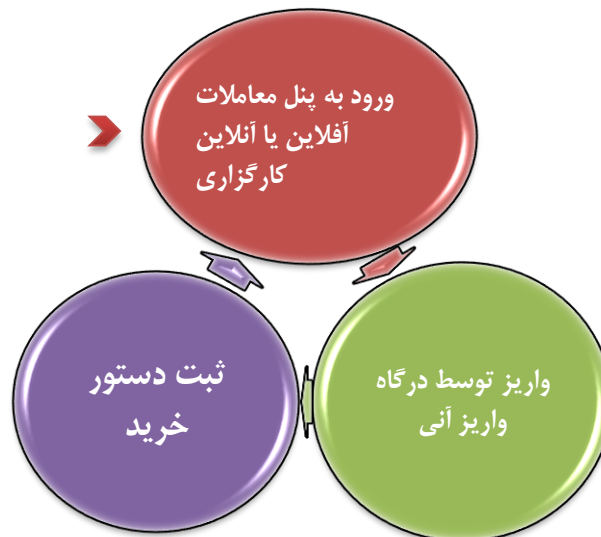 ورود به پنل معاملات
آفلاین یا آنلاین
کارگزاری
واریز توسط درگاه
واریز آنی
ثبت دستور
خرید